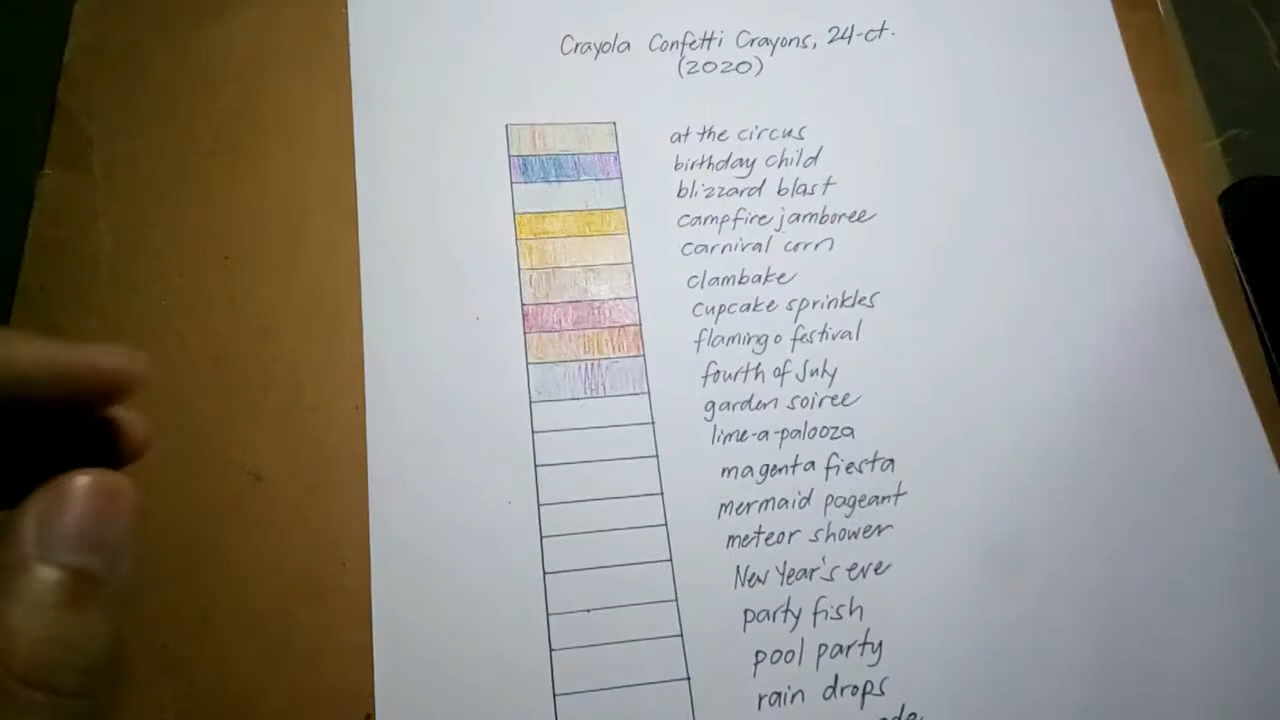 Crayola Confetti Crayons, 24-ct.
(2020)
at the circus
birthday child
blizzard blast
campfire jamboree
carnival corn
clambake
cupcake sprinkles
flamingo festival
fourth of July
garden soiree
lime-a-palooza
magenta fiesta
mermaid pageant
meteor shower
New Year's eve
party fish
pool party
rain drops